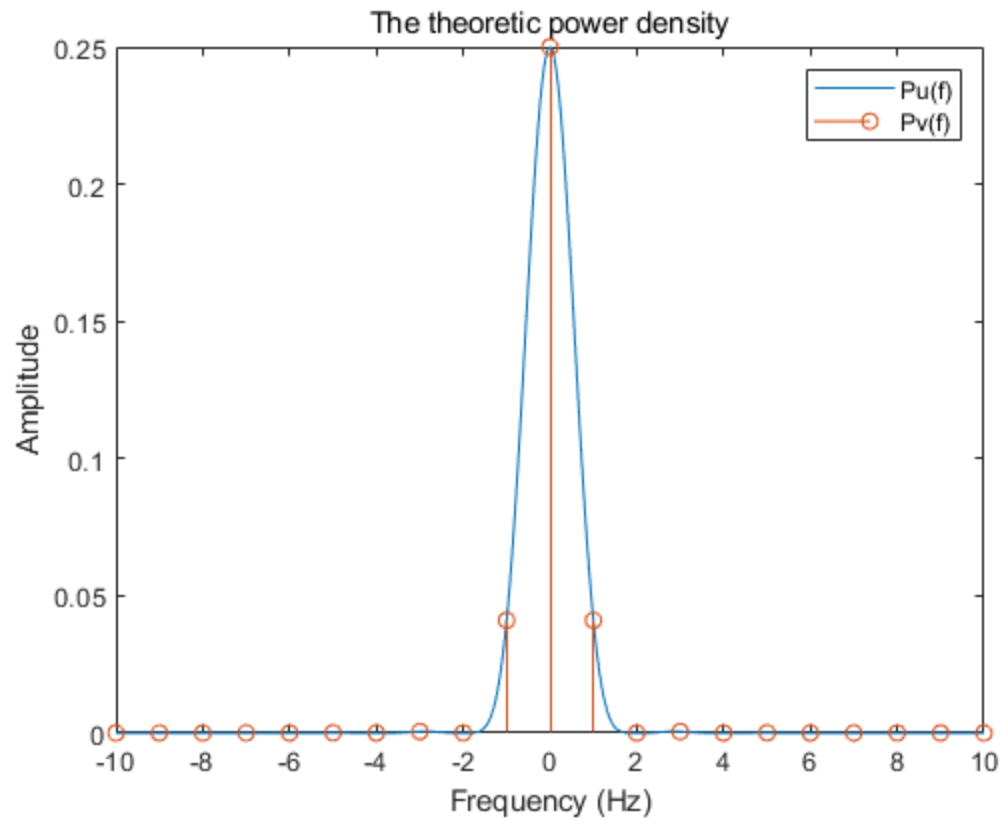 The theoretic power density
0.25
0.2
0.15
0.1
0.05
0
Amplitude
Pu(f)
Pv(f)
-10 -8 -6 -4 -2 0 2 4 6 8 10
Frequency (Hz)